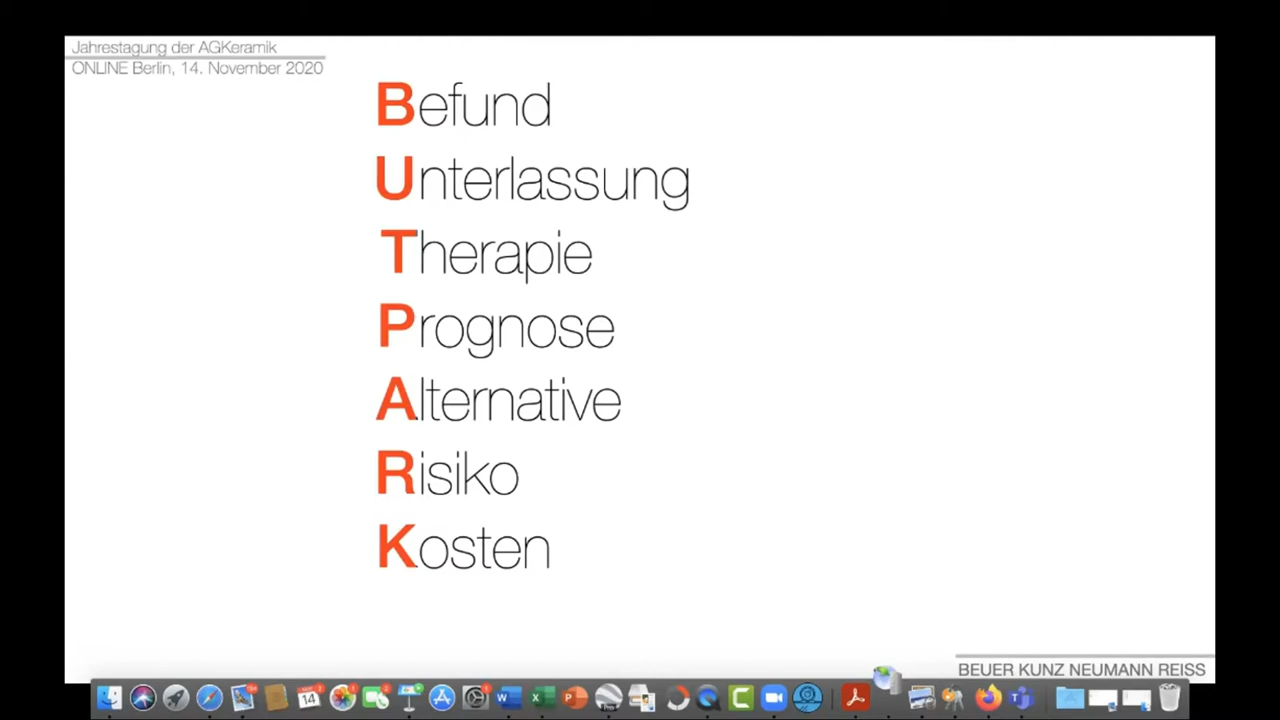 Jahrestagung der AGKeramik
ONLINE Berlin, 14. November 2020
Befund
Unterlassung
Therapie
Prognose
Alternative
Risiko
Kosten
BEUER KUNZ NEUMANN REISS
14